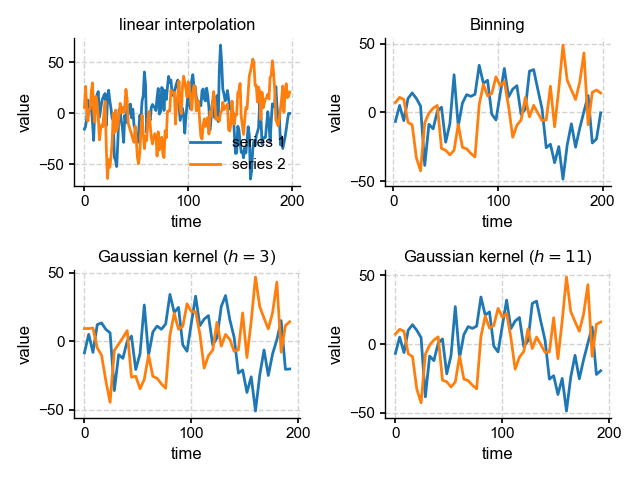 linear interpolation
50
0
−50
value
0
100
200
time
series 1
series 2
Binning
50
0
−50
value
0
100
200
time
Gaussian kernel (h = 3)
50
0
−50
value
0
100
200
time
Gaussian kernel (h = 11)
50
0
−50
value
0
100
200
time